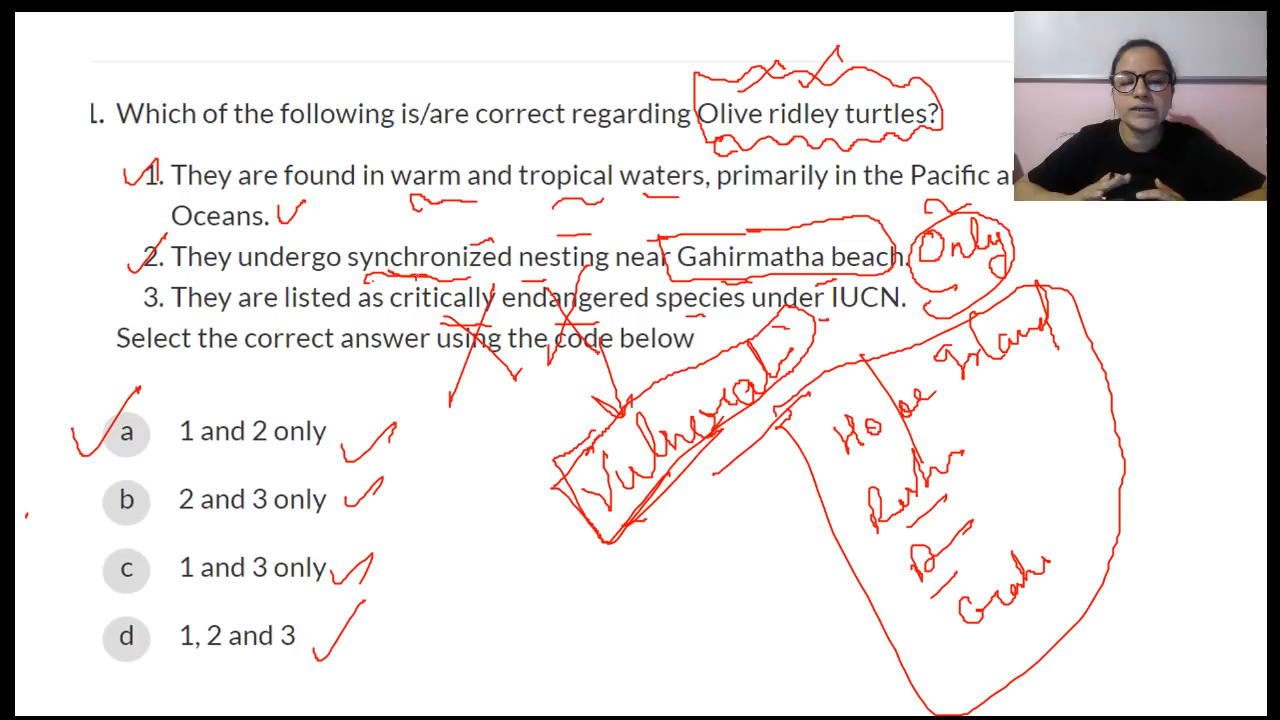 1. Which of the following is/are correct regarding Olive ridley turtles?
1. They are found in warm and tropical waters, primarily in the Pacific
Oceans.
2. They undergo synchronized nesting near Gahirmatha beach. Only
3. They are listed as critically endangered species under IUCN.
Select the correct answer using the code below
a 1 and 2 only
b 2 and 3 only
c 1 and 3 only
d 1, 2 and 3